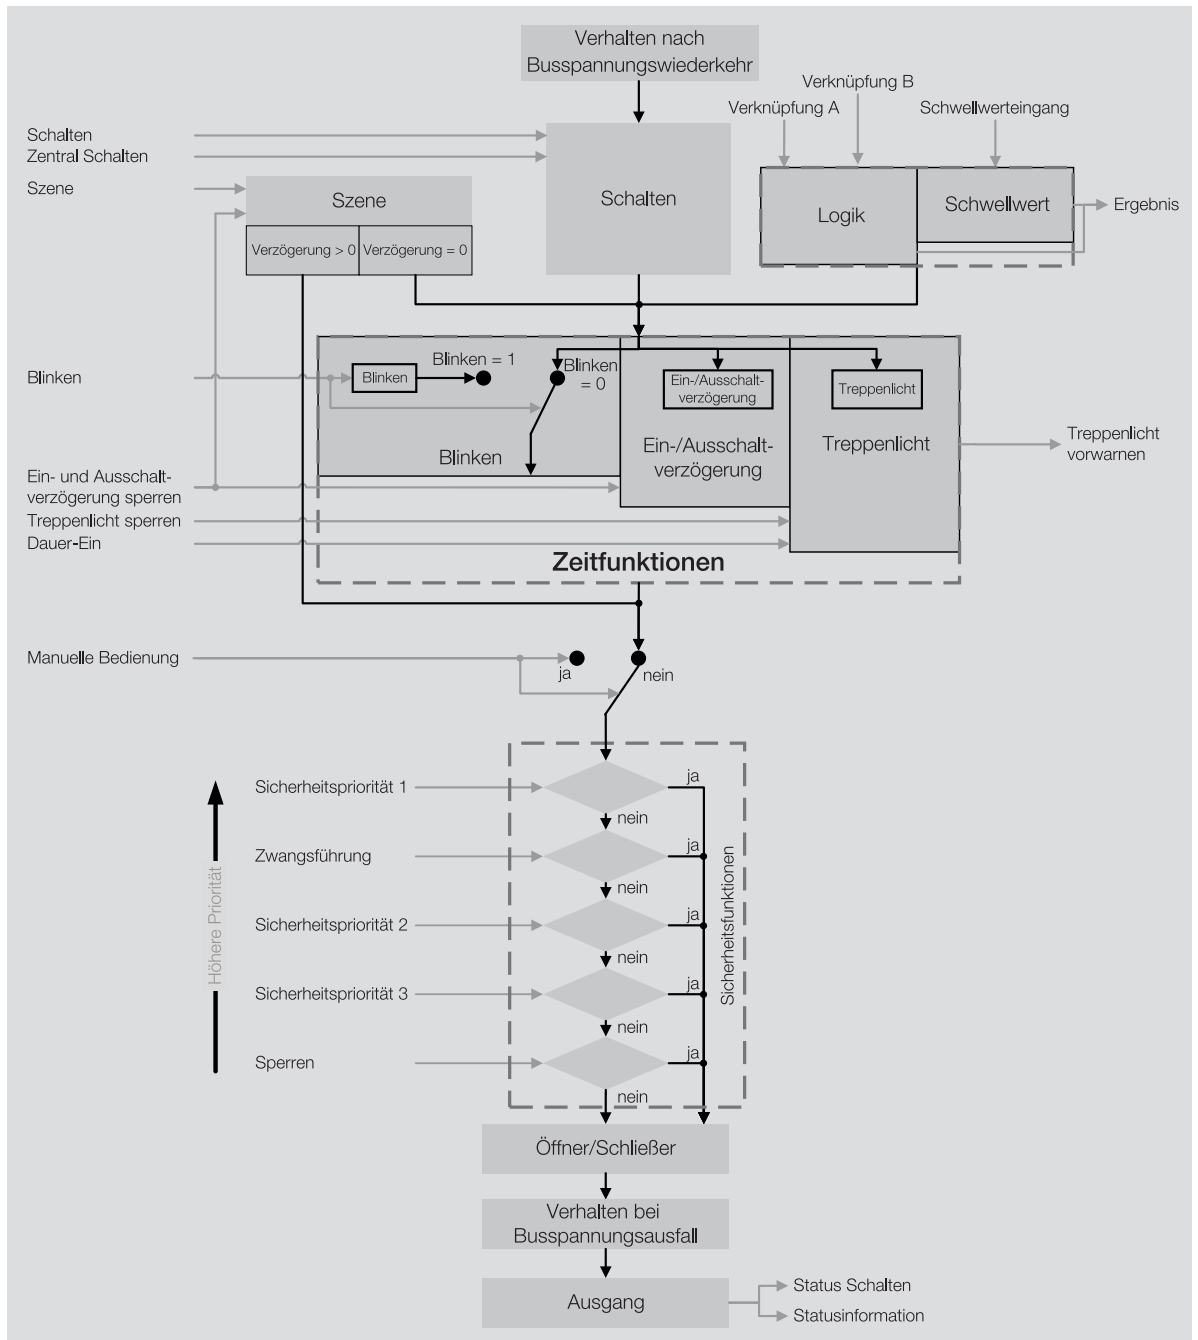 Verhalten nach
Busspannungswiederkehr
Verknüpfung B
Verknüpfung A
Schwellwerteingang
Schalten
Zentral Schalten
Szene
Szene
Schalten
Logik
Schwellwert
Ergebnis
Verzögerung > 0
Verzögerung = 0
Blinken
Blinken
Blinken = 1
Blinken
= 0
Ein-/Ausschalt-
verzögerung
Treppenlicht
Blinken
Ein-/Ausschalt-
verzögerung
Treppenlicht
Treppenlicht
vorwarnen
Ein- und Ausschalt-
verzögerung sperren
Treppenlicht sperren
Dauer-Ein
Zeitfunktionen
Manuelle Bedienung
ja
nein
Höhere Priorität
Sicherheitspriorität 1
ja
nein
Zwangsführung
ja
nein
Sicherheitspriorität 2
ja
nein
Sicherheitspriorität 3
ja
nein
Sperren
ja
nein
Sicherheitsfunktionen
Öffner/Schließer
Verhalten bei
Busspannungsausfall
Ausgang
Status Schalten
Statusinformation